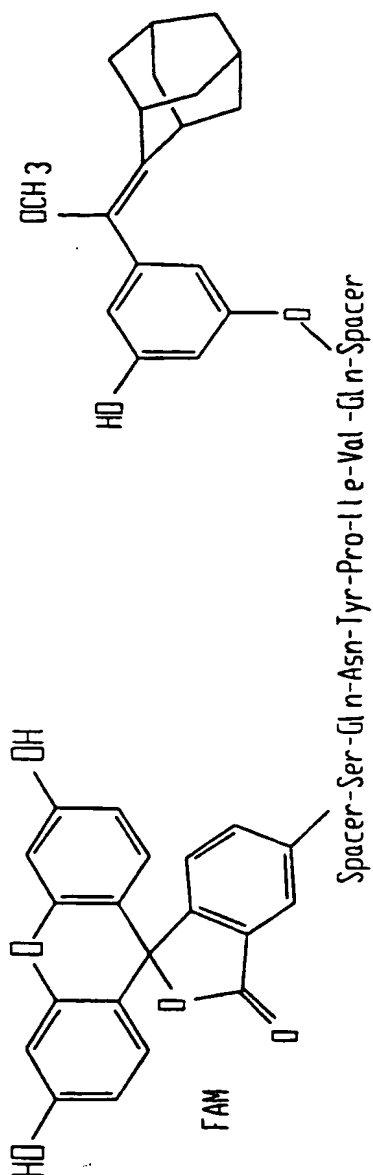 HO
O
OH
OCH3
HO
O
FAM
O
O
Spacer-Ser-Gln-Asn-Tyr-Pro-Ile-Val-Gln-Spacer